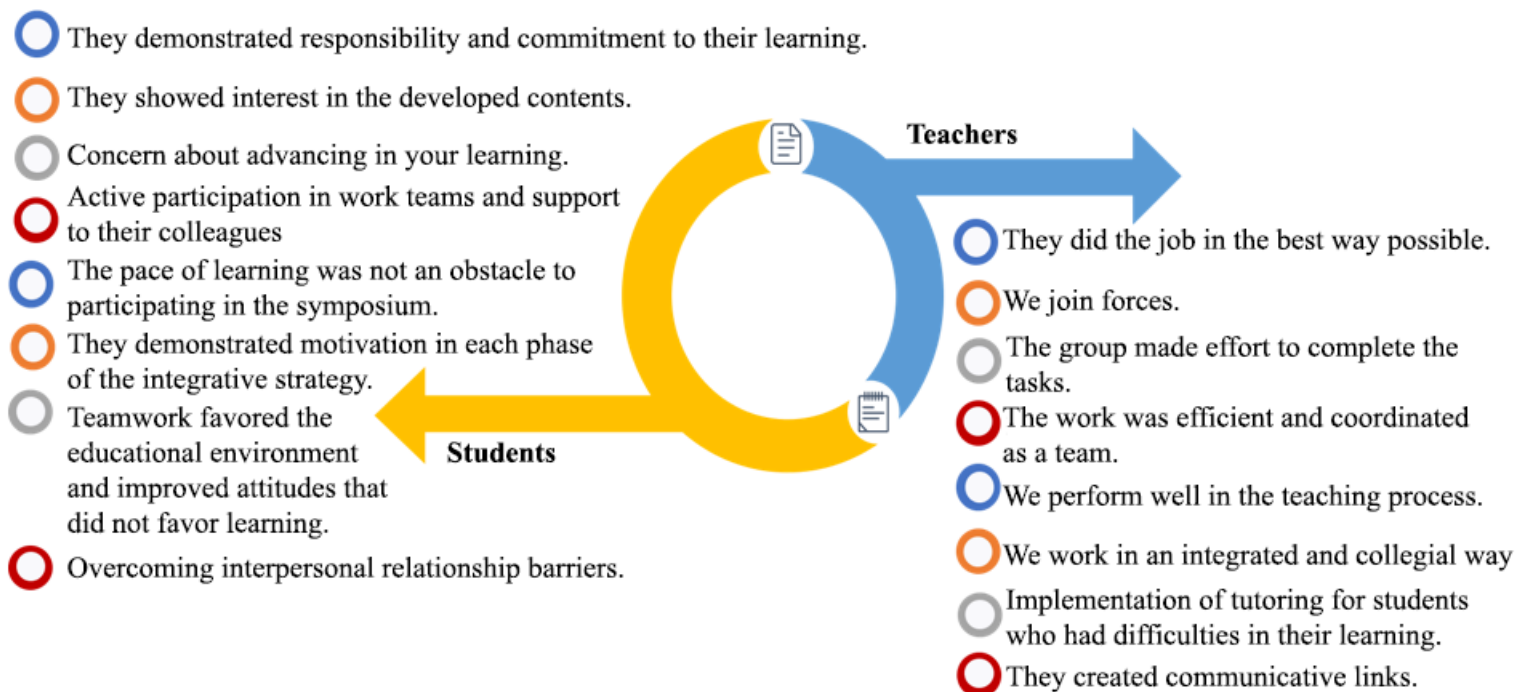 They demonstrated responsibility and commitment to their learning.
They showed interest in the developed contents.
Concern about advancing in your learning.
Active participation in work teams and support
to their colleagues
The pace of learning was not an obstacle to
participating in the symposium.
They demonstrated motivation in each phase
of the integrative strategy.
Teamwork favored the
educational environment
and improved attitudes that
did not favor learning.
Overcoming interpersonal relationship barriers.
Students
Teachers
They did the job in the best way possible.
We join forces.
The group made effort to complete the
tasks.
The work was efficient and coordinated
as a team.
We perform well in the teaching process.
We work in an integrated and collegial way
Implementation of tutoring for students
who had difficulties in their learning.
They created communicative links.